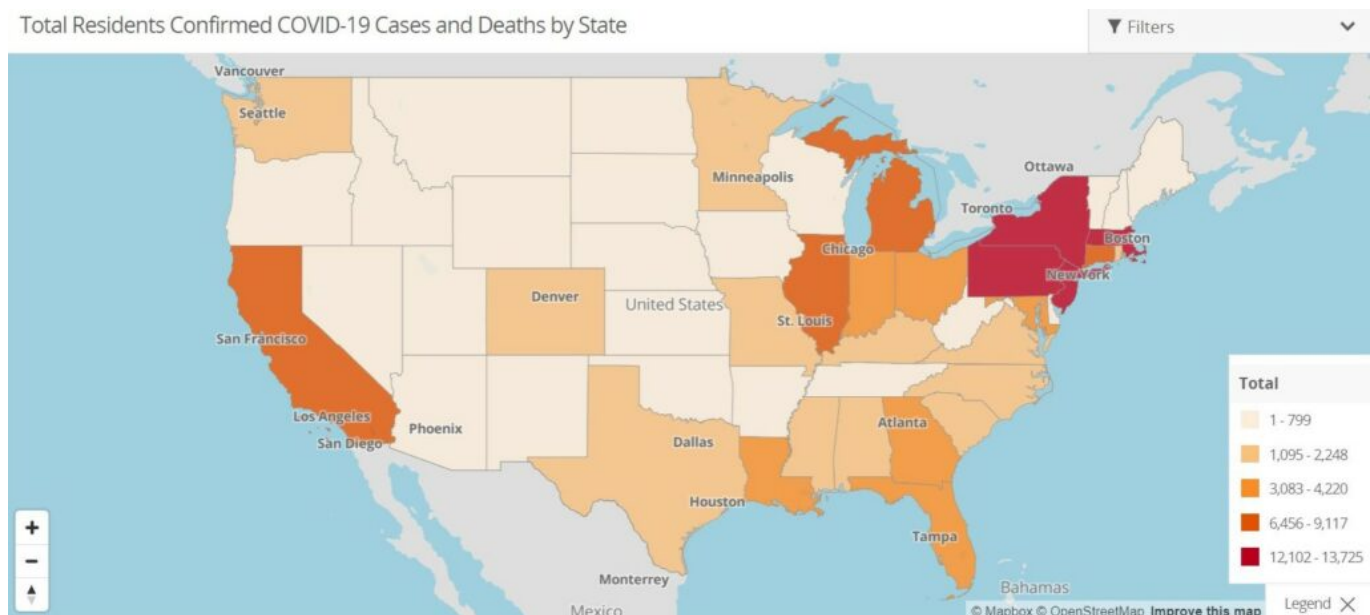 Total Residents Confirmed COVID-19 Cases and Deaths by State
Filters
Vancouver
Seattle
Ottawa
Minneapolis
Toronto
Boston
Chicago
New York
Denver
United States
St. Louis
San Francisco
Los Angeles
Phoenix
San Diego
Atlanta
Dallas
Houston
Tampa
Monterrey
Bahamas
Mexico
Total
1 - 799
1,095 - 2,248
3,083 - 4,220
6,456 - 9,117
12,102 - 13,725
Legend
© Mapbox © OpenStreetMap Improve this map